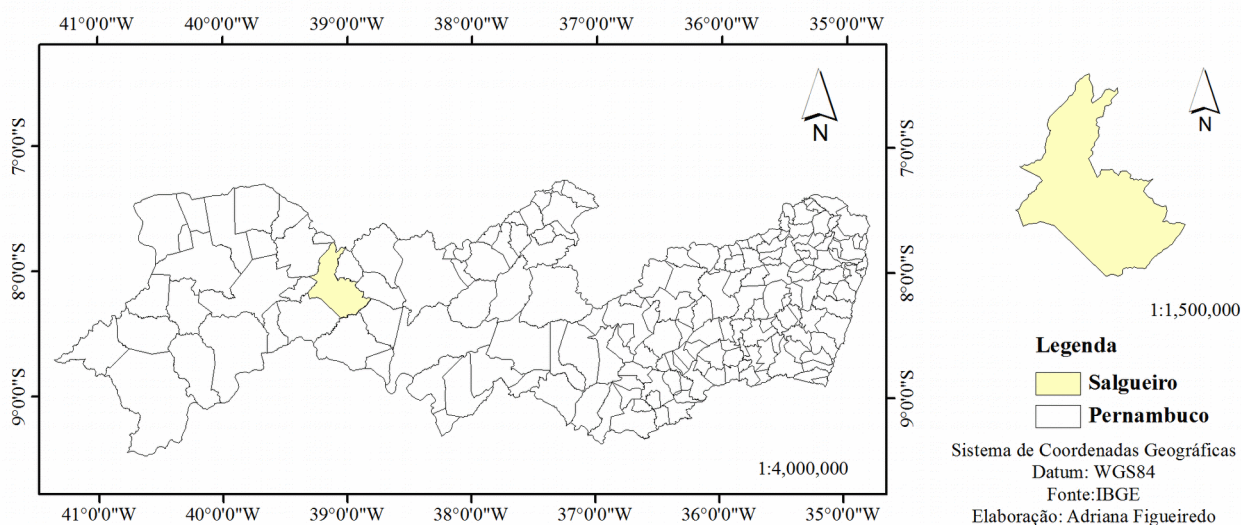 41°0'0"W 40°0'0"W 39°0'0"W 38°0'0"W 37°0'0"W 36°0'0"W 35°0'0"W
7°0'0"S
8°0'0"S
9°0'0"S
N
1:4,000,000
7°0'0"S
8°0'0"S
9°0'0"S
41°0'0"W 40°0'0"W 39°0'0"W 38°0'0"W 37°0'0"W 36°0'0"W 35°0'0"W
N
1:1,500,000
Legenda
Salgueiro
Pernambuco
Sistema de Coordenadas Geográficas
Datum: WGS84
Fonte:IBGE
Elaboração: Adriana Figueiredo